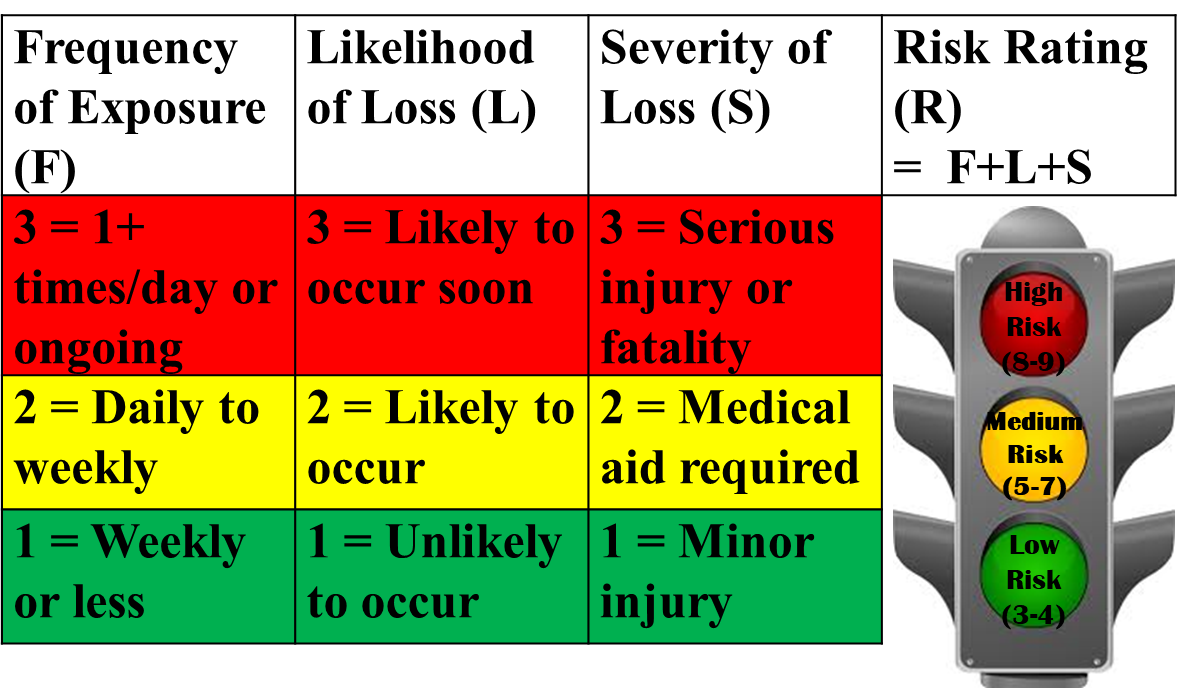 Frequency
of Exposure
(F)
Likelihood
of Loss (L)
Severity of
Loss (S)
Risk Rating
(R)
= F+L+S
3 = 1+
times/day or
ongoing
3 = Likely to
occur soon
3 = Serious
injury or
fatality
High
Risk
(8-9)
2 = Daily to
weekly
2 = Likely to
occur
2 = Medical
aid required
Medium
Risk
(5-7)
1 = Weekly
or less
1 = Unlikely
to occur
1 = Minor
injury
Low
Risk
(3-4)